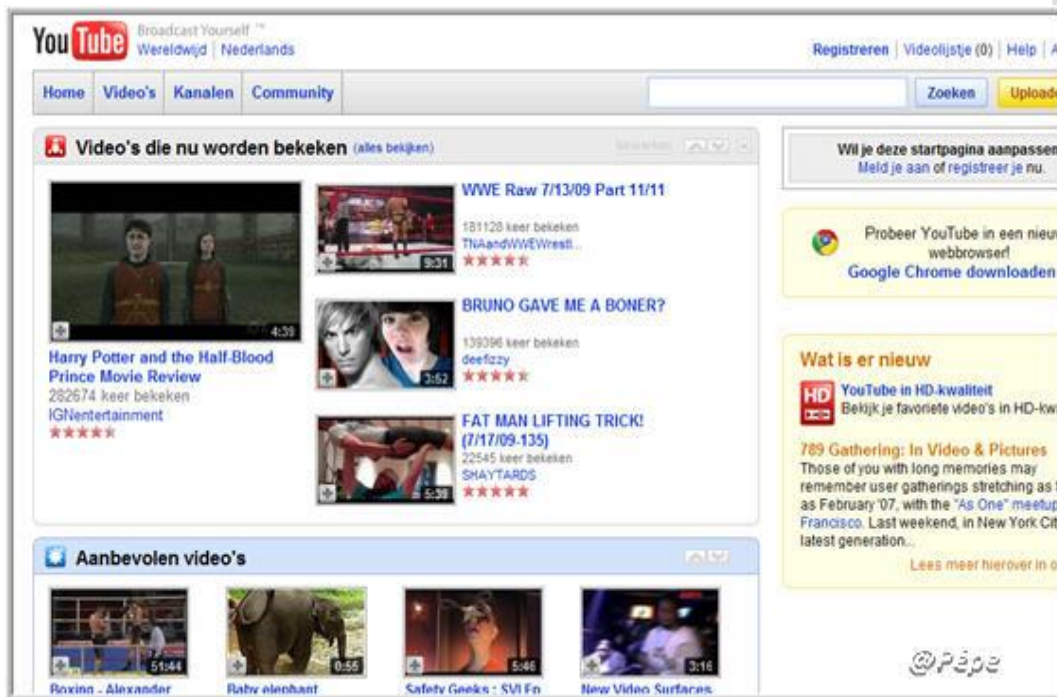 YouTube
Broadcast Yourself ™
Wereldwijd | Nederlands
Registreren | Videolijstje (0) | Help |
Home Video's Kanalen Community
Zoeken
Video's die nu worden bekeken (alles bekijken)
4:39
Harry Potter and the Half-Blood
Prince Movie Review
282674 keer bekeken
IGNentertainment
9:31
WWE Raw 7/13/09 Part 11/11
181128 keer bekeken
TNAandWWEWrestl...
3:52
BRUNO GAVE ME A BONER?
139396 keer bekeken
deefizzy
5:39
FAT MAN LIFTING TRICK!
(7/17/09-135)
22545 keer bekeken
SHAYTARDS
Aanbevolen video's
51:44
Boxing - Alexander
0:55
Baby elephant
5:46
Safety Geeks : SVI Ep
3:16
New Video Surfaces
Wil je deze startpagina aanpassen
Meld je aan of registreer je nu.
Probeer YouTube in een nieuw
webbrowser!
Google Chrome downloaden
Wat is er nieuw
HD
YouTube in HD-kwaliteit
Bekijk je favoriete video's in HD-kw
789 Gathering: In Video & Pictures
Those of you with long memories may
remember user gatherings stretching as
as February '07, with the "As One" meetup
Francisco. Last weekend, in New York Cit
latest generation...
Lees meer hierover in o
@Pépe